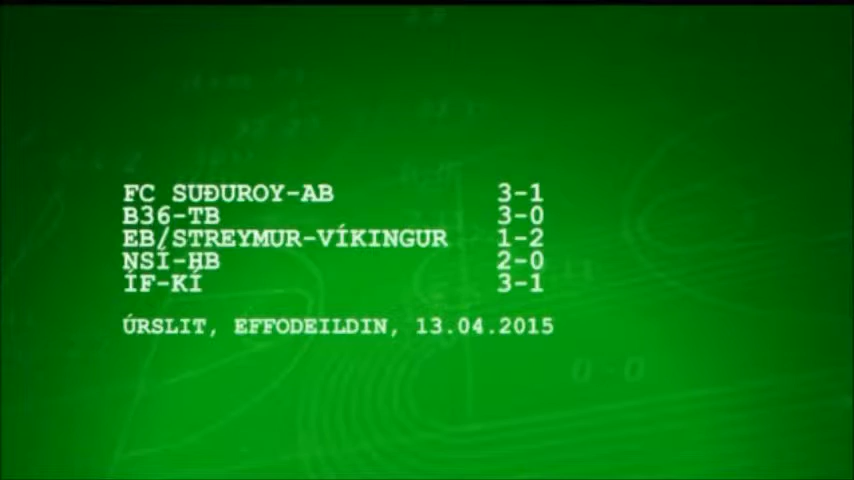 FC SUÐUROY-AB 3-1
B36-TB 3-0
EB/STREYMUR-VÍKINGUR 1-2
NSÍ-HB 2-0
ÍF-KÍ 3-1
ÚRSLIT, EFFODEILDIN, 13.04.2015